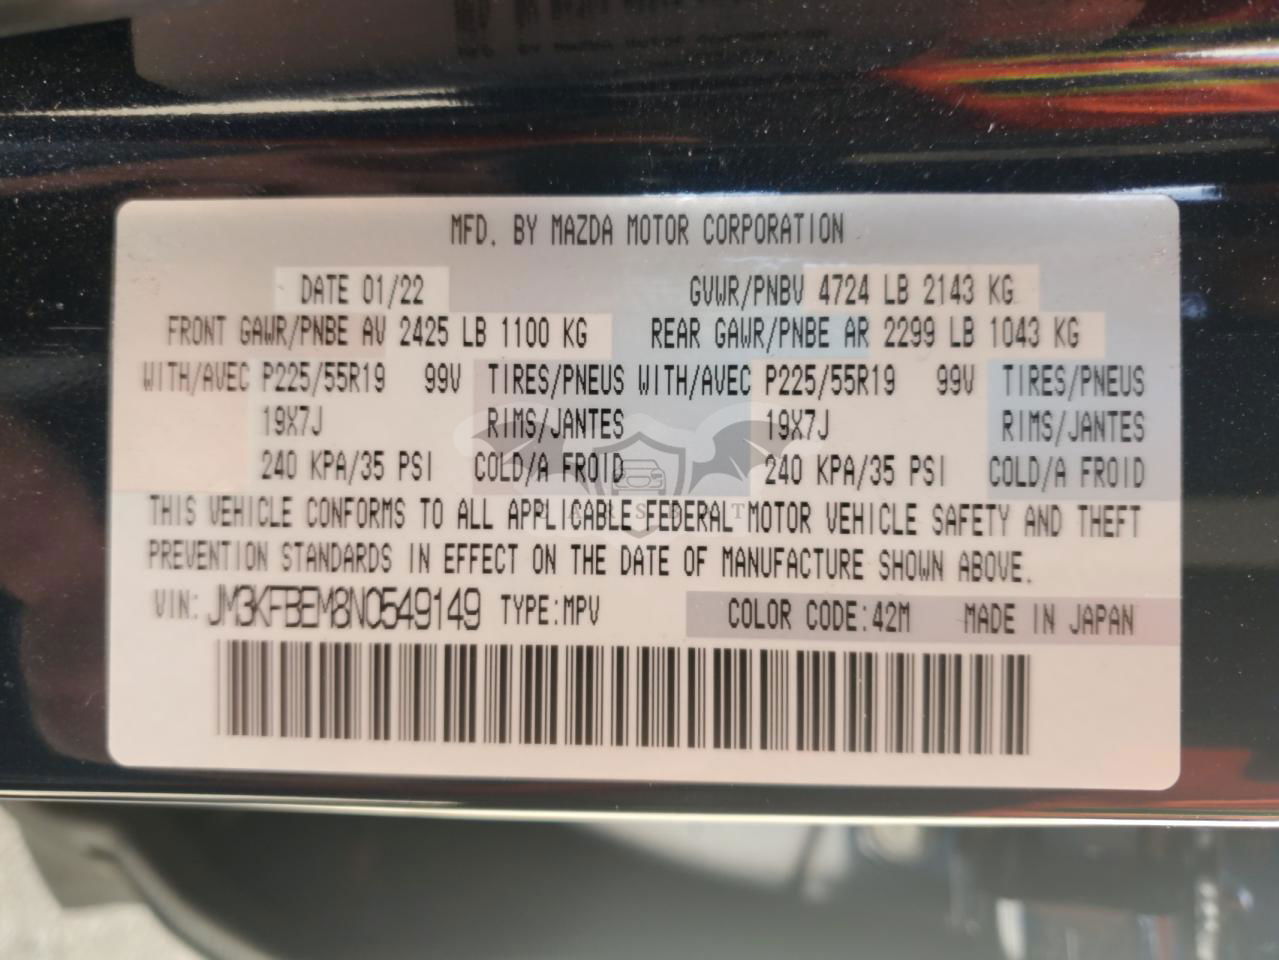 MFD. BY MAZDA MOTOR CORPORATION
DATE 01/22 GVWR/PNBV 4724 LB 2143 KG
FRONT GAWR/PNBE AV 2425 LB 1100 KG REAR GAWR/PNBE AR 2299 LB 1043 KG
WITH/AVEC P225/55R19 99V TIRES/PNEUS WITH/AVEC P225/55R19 99V TIRES/PNEUS
19X7J RIMS/JANTES 19X7J RIMS/JANTES
240 KPA/35 PSI COLD/A FROID 240 KPA/35 PSI COLD/A FROID
THIS VEHICLE CONFORMS TO ALL APPLICABLE FEDERAL MOTOR VEHICLE SAFETY AND THEFT
PREVENTION STANDARDS IN EFFECT ON THE DATE OF MANUFACTURE SHOWN ABOVE.
VIN: JM3KFBEM8N0549149 TYPE:MPV COLOR CODE:42M MADE IN JAPAN